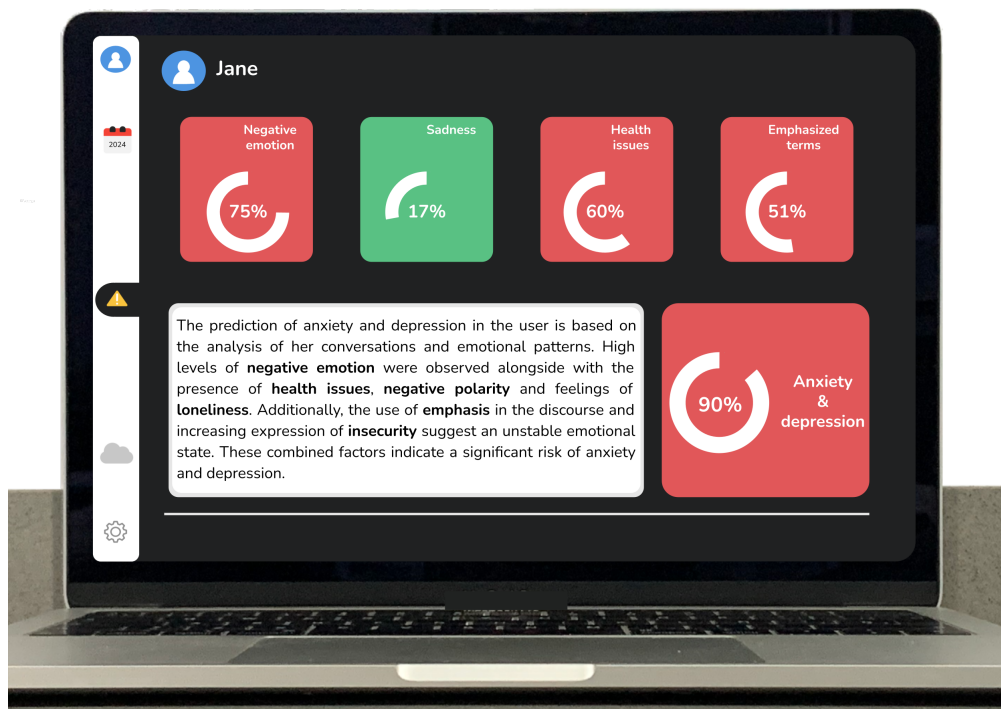 Jane
2024
Negative
emotion
75%
Sadness
17%
Health
issues
60%
Emphasized
terms
51%
The prediction of anxiety and depression in the user is based on
the analysis of her conversations and emotional patterns. High
levels of negative emotion were observed alongside with the
presence of health issues, negative polarity and feelings of
loneliness. Additionally, the use of emphasis in the discourse and
increasing expression of insecurity suggest an unstable emotional
state. These combined factors indicate a significant risk of anxiety
and depression.
90%
Anxiety
&
depression